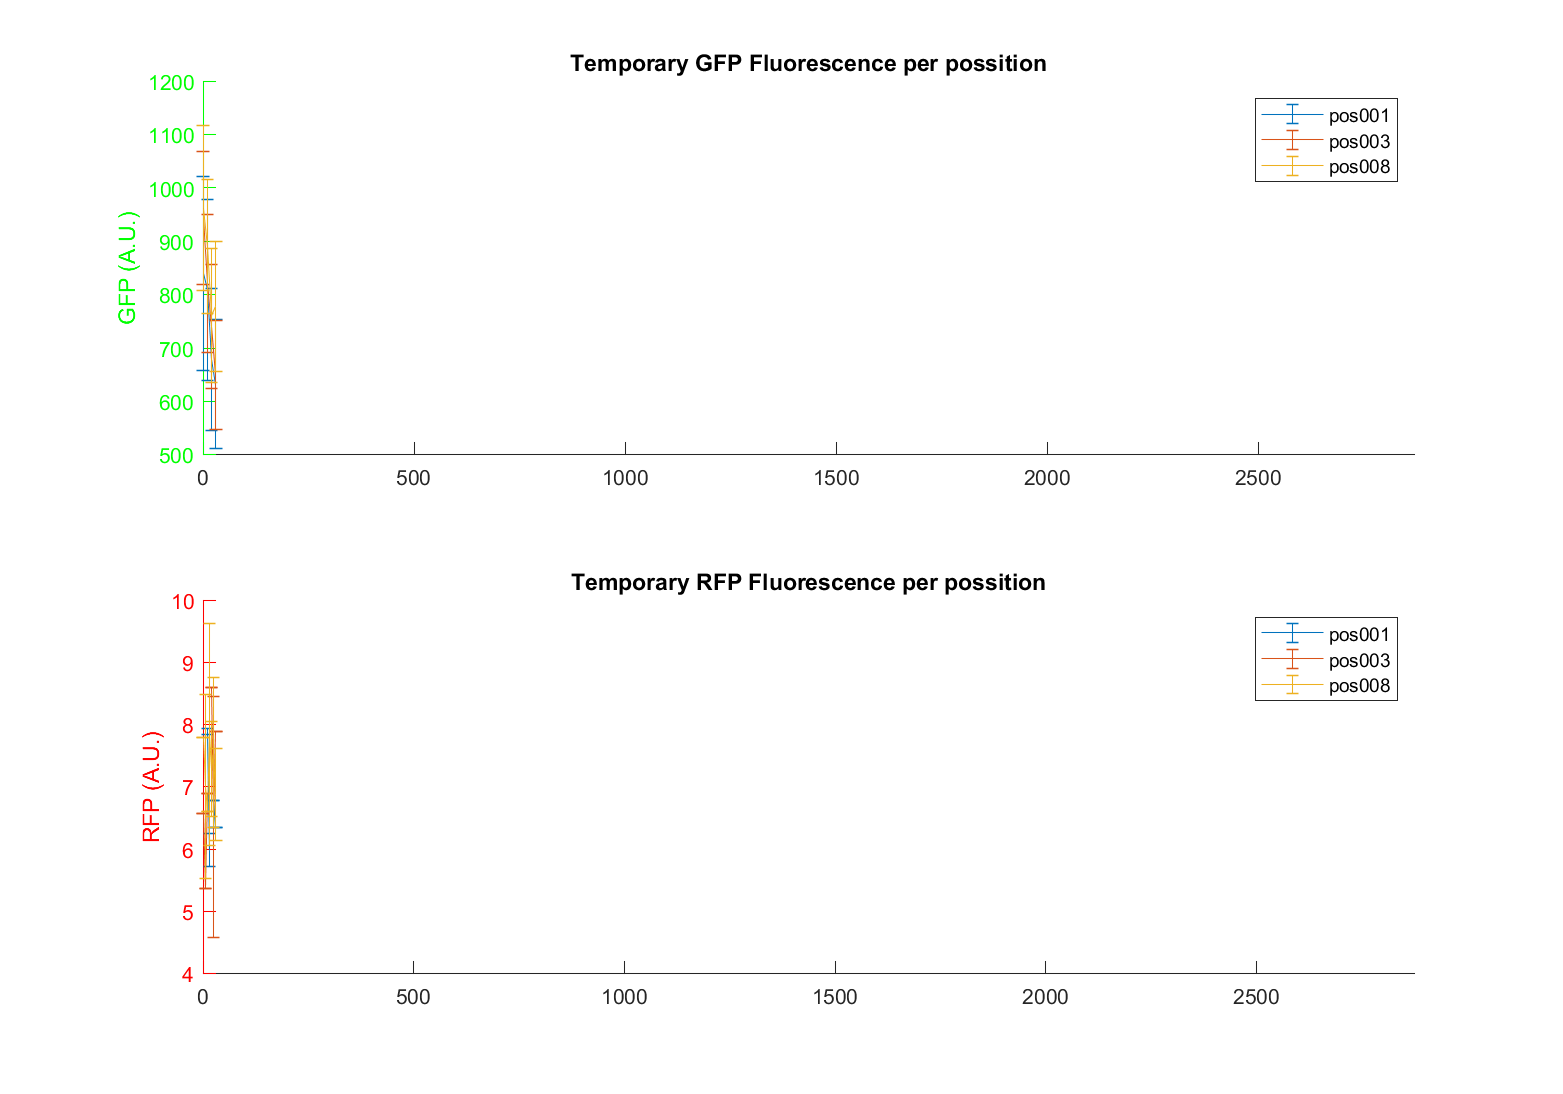 Temporary GFP Fluorescence per possition
1200
1100
1000
900
800
700
600
500
GFP (A.U.)
pos001
pos003
pos008
0 500 1000 1500 2000 2500
Temporary RFP Fluorescence per possition
10
9
8
7
6
5
4
RFP (A.U.)
pos001
pos003
pos008
0 500 1000 1500 2000 2500